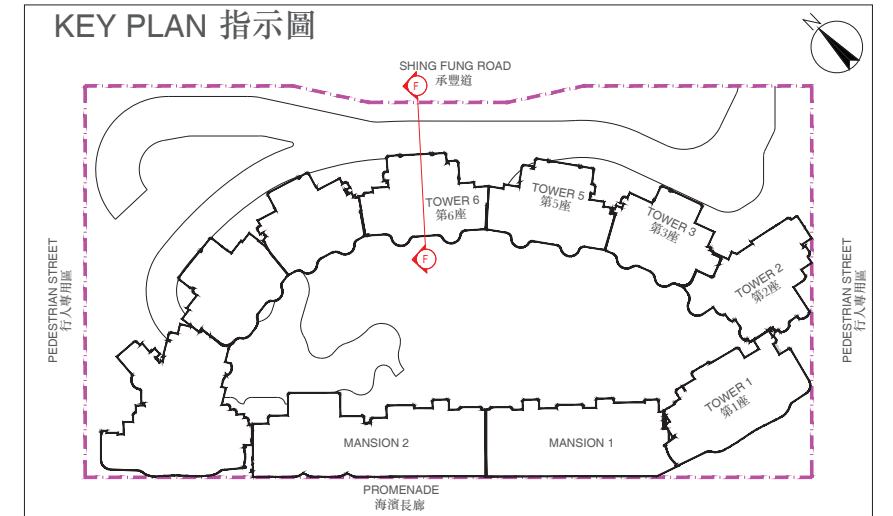 KEY PLAN 指示圖
N
SHING FUNG ROAD
承豐道
F
TOWER 6
第6座
TOWER 5
第5座
TOWER 3
第3座
TOWER 2
第2座
F
PEDESTRIAN STREET
行人專用區
PEDESTRIAN STREET
行人專用區
TOWER 1
第1座
MANSION 2
MANSION 1
PROMENADE
海濱長廊